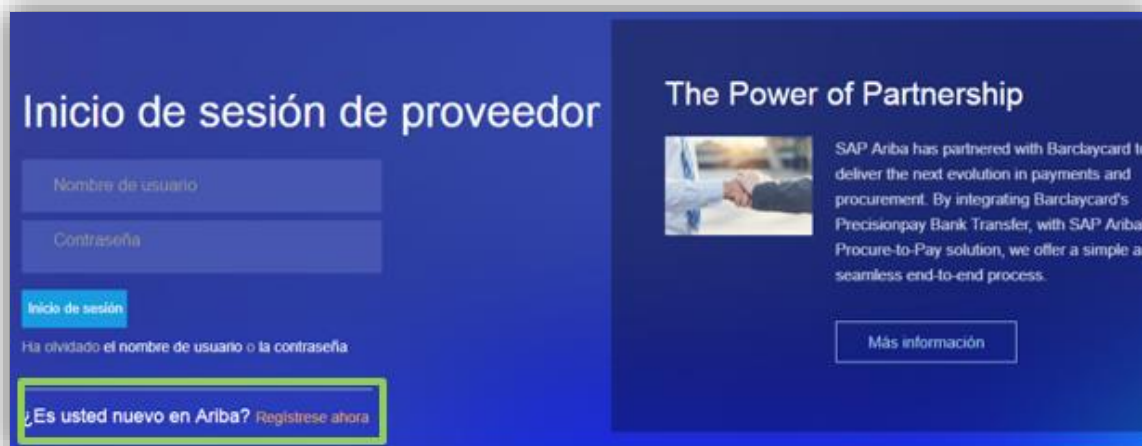 Inicio de sesión de proveedor
Nombre de usuario
Contraseña
Inicio de sesión
Ha olvidado el nombre de usuario o la contraseña
¿Es usted nuevo en Ariba? Regístrese ahora
The Power of Partnership
SAP Ariba has partnered with Barclaycard to
deliver the next evolution in payments and
procurement. By integrating Barclaycard's
Precisionpay Bank Transfer, with SAP Ariba
Procure-to-Pay solution, we offer a simple a
seamless end-to-end process.
Más información